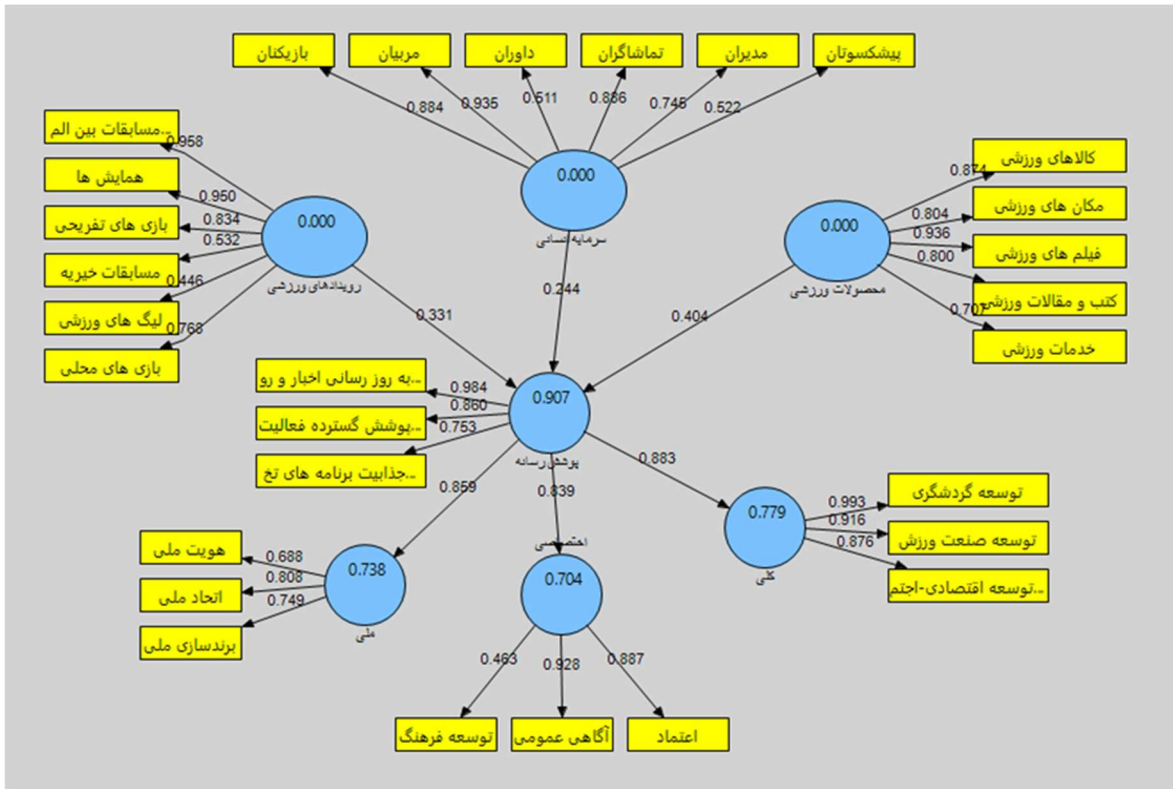 بازیکنان
مربیان
داوران
تماشاگران
مدیران
پیشکسوتان
0.884
0.935
0.511
0.836
0.745
0.522
0.000
سرمایه انسانی
مسابقات بین الم...
همایش ها
بازی های تفریحی
مسابقات خیریه
لیگ های ورزشی
بازی های محلی
0.958
0.950
0.834
0.532
0.446
0.768
0.000
رویدادهای ورزشی
کالاهای ورزشی
مکان های ورزشی
فیلم های ورزشی
کتب و مقالات ورزشی
خدمات ورزشی
0.874
0.804
0.936
0.800
0.707
0.000
محصولات ورزشی
0.331
0.244
0.404
به روز رسانی اخبار و رو...
پوشش گسترده فعالیت...
جذابیت برنامه های تخ...
0.984
0.860
0.753
0.907
پوشش رسانه
0.859
0.839
0.883
هویت ملی
اتحاد ملی
برندسازی ملی
0.688
0.808
0.749
0.738
ملی
اختصاصی
0.704
0.463
0.928
0.887
توسعه فرهنگ
آگاهی عمومی
اعتماد
0.779
کلی
0.993
0.916
0.876
توسعه گردشگری
توسعه صنعت ورزش
توسعه اقتصادی-اجتم...